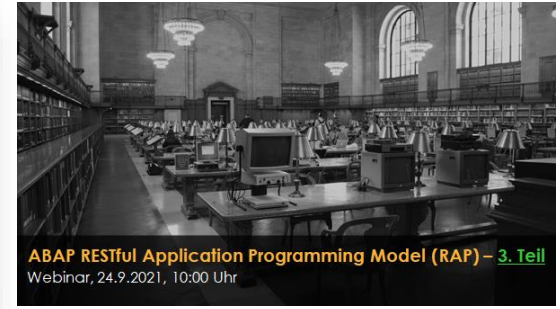 ABAP RESTful Application Programming Model (RAP) – 3. Teil
Webinar, 24.9.2021, 10:00 Uhr